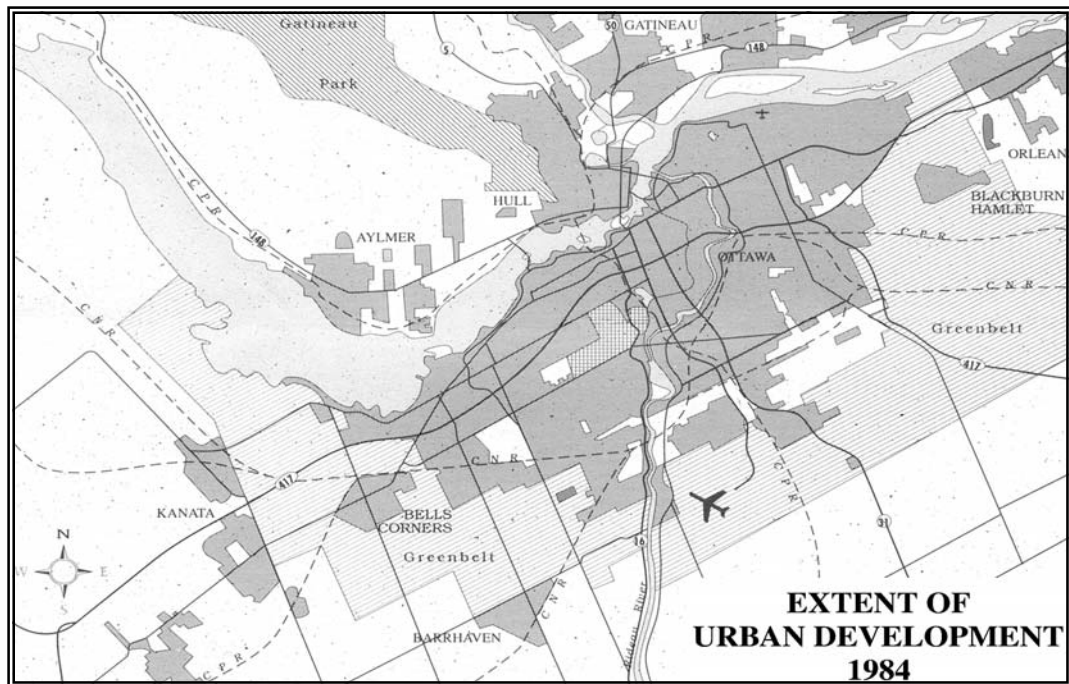 Gatineau
Park
50
GATINEAU
C P R
148
5
ORLEAN
BLACKBURN
HAMLET
HULL
C P R
148
AYLMER
OTTAWA
C P R
C N R
C N R
Greenbelt
417
C N R
417
KANATA
BELLS
CORNERS
C P R
31
Greenbelt
16
N
W E
S
C N R
Rideau River
BARRHAVEN
C P R
EXTENT OF
URBAN DEVELOPMENT
1984